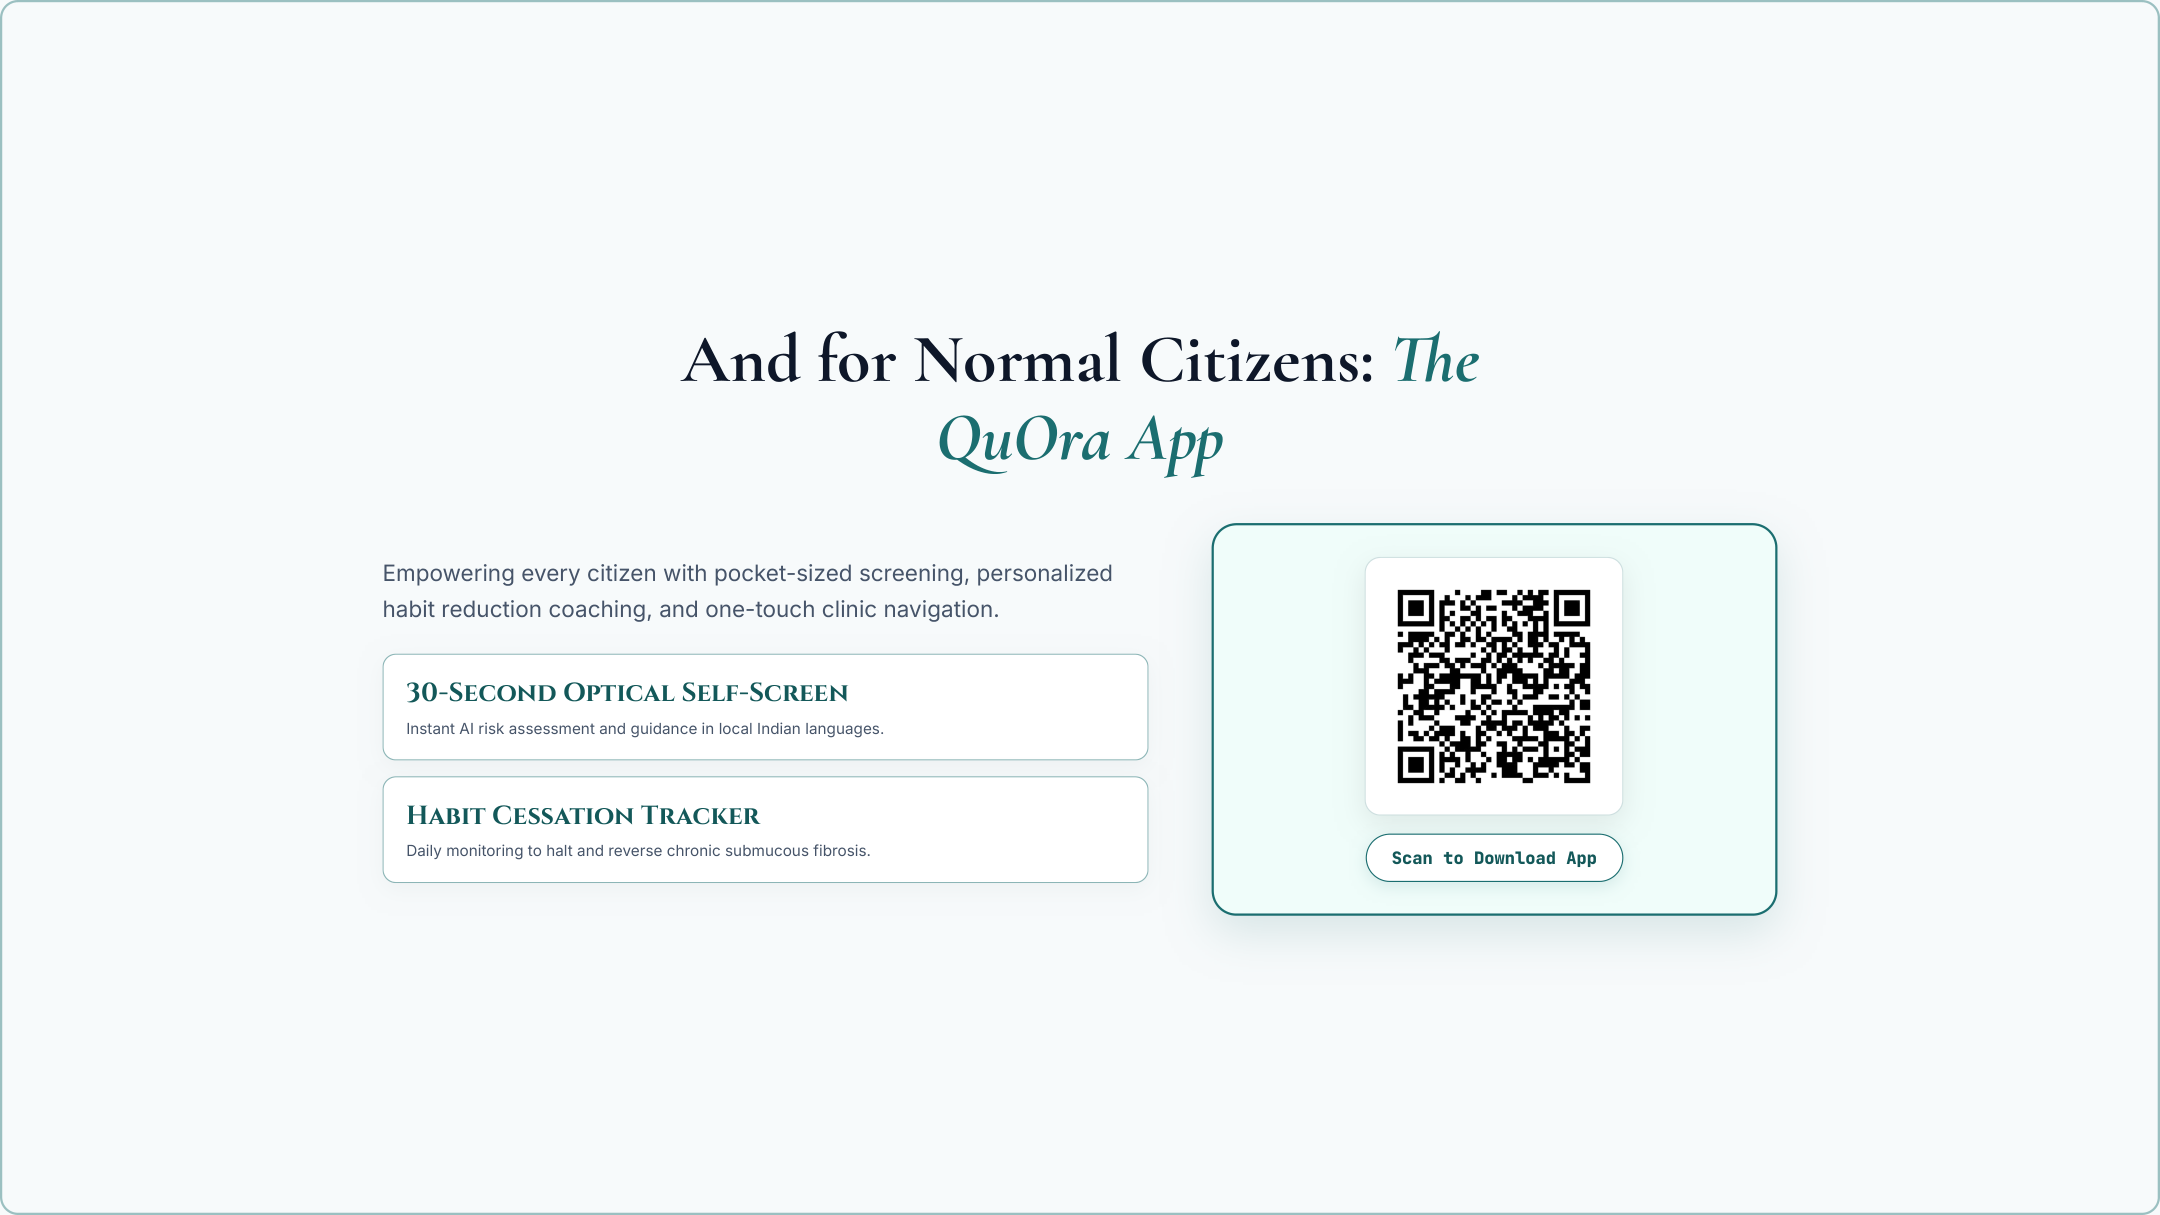 And for Normal Citizens: The
QuOra App
Empowering every citizen with pocket-sized screening, personalized
habit reduction coaching, and one-touch clinic navigation.
30-Second Optical Self-Screen
Instant AI risk assessment and guidance in local Indian languages.
Habit Cessation Tracker
Daily monitoring to halt and reverse chronic submucous fibrosis.
Scan to Download App